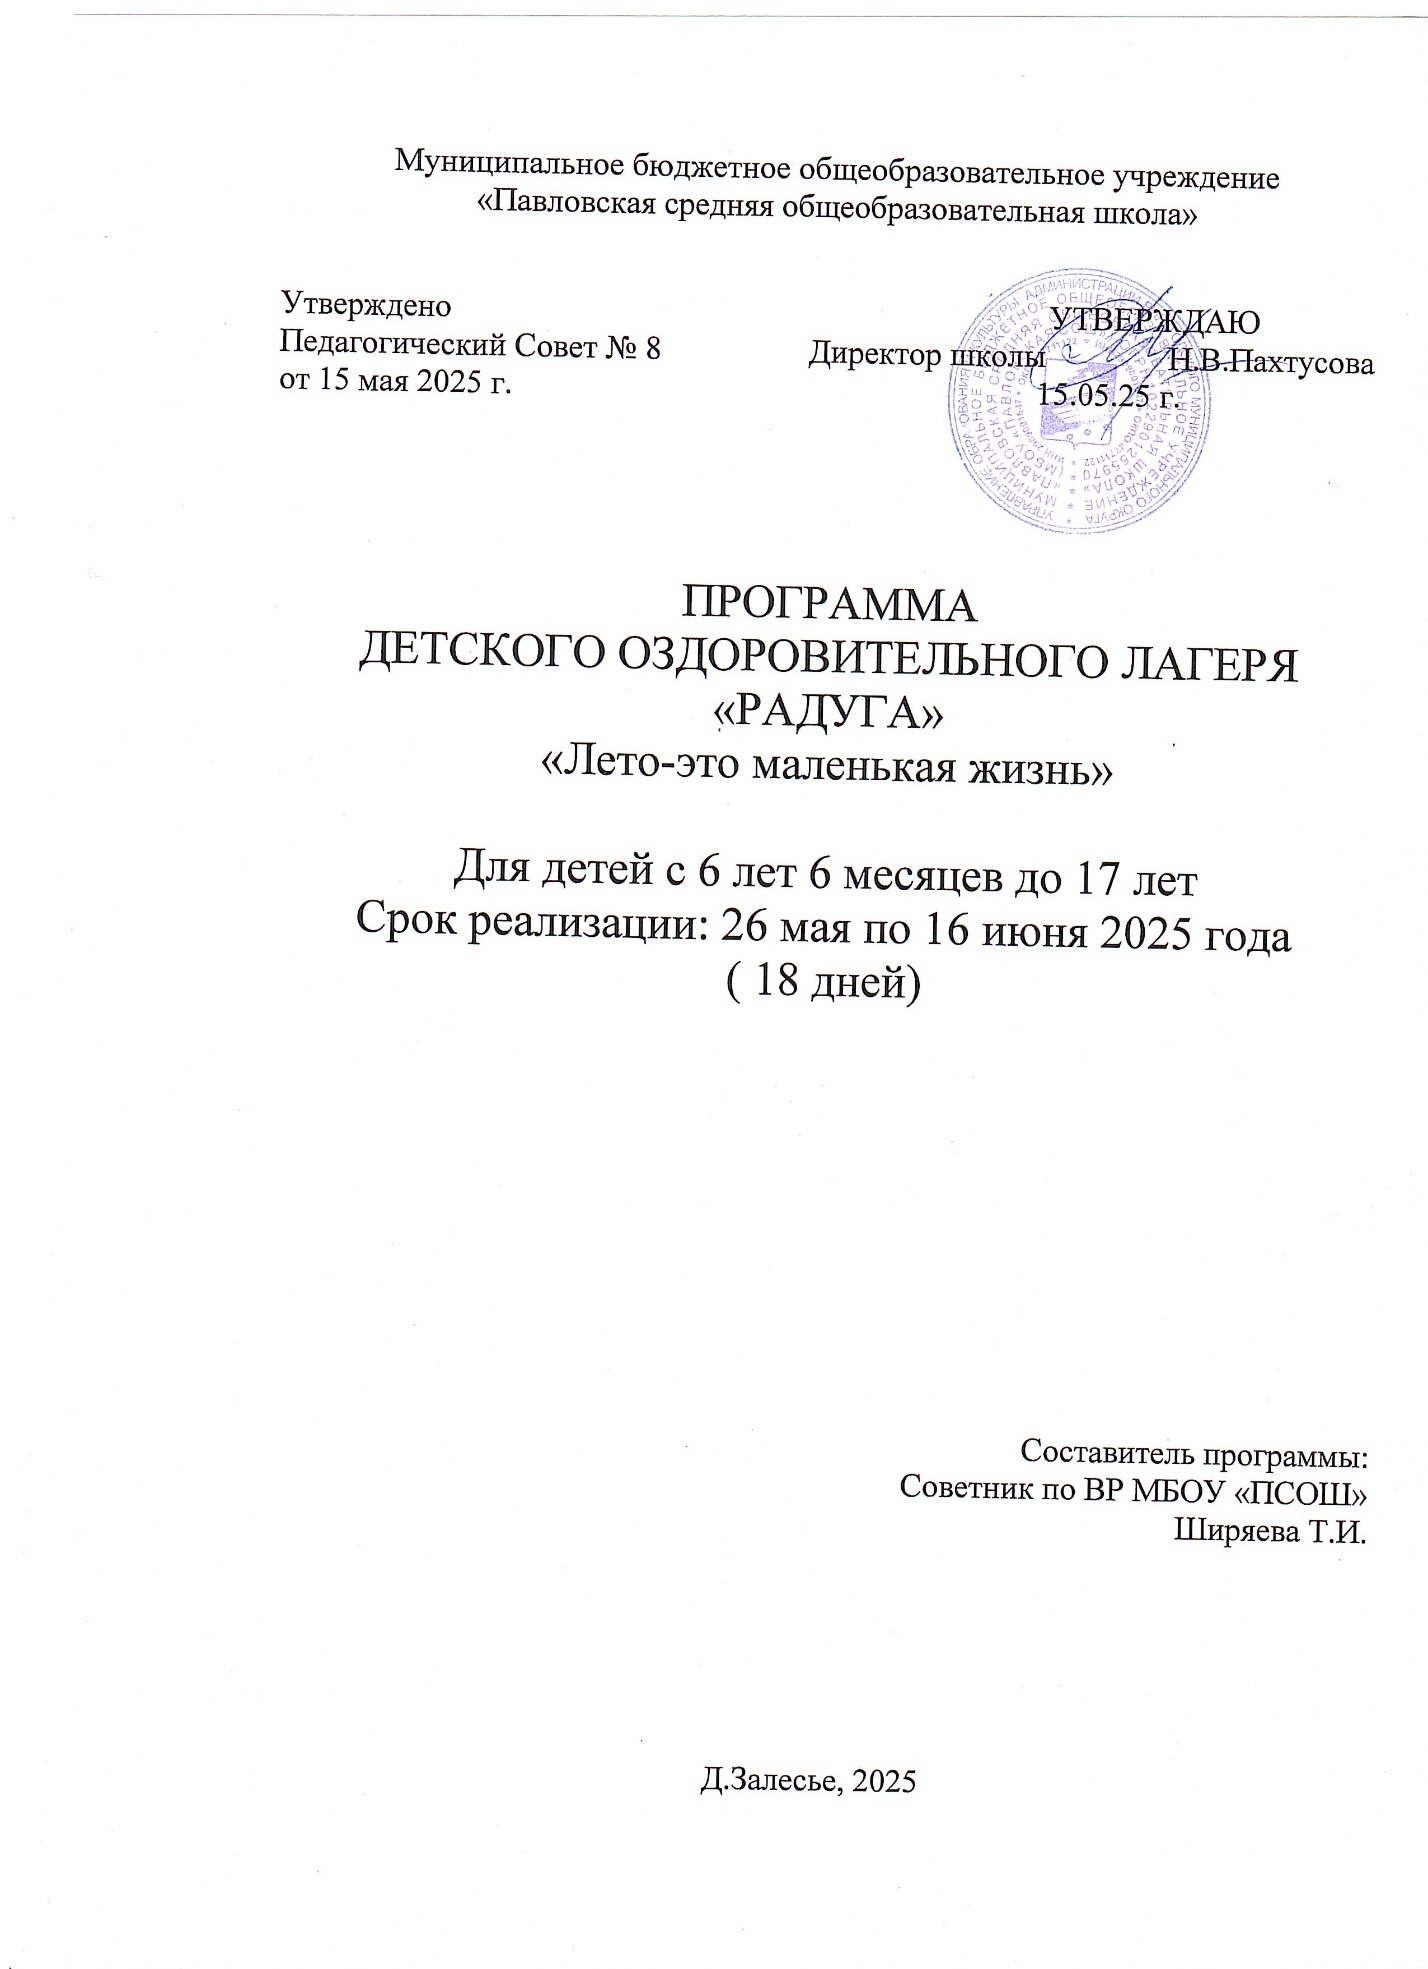 Муниципальное бюджетное общеобразовательное учреждение
«Павловская средняя общеобразовательная школа»
Утверждено
Педагогический Совет № 8
от 15 мая 2025 г.
УТВЕРЖДАЮ
Директор школы Н.В.Пахтусова
15.05.25 г.
ПРОГРАММА
ДЕТСКОГО ОЗДОРОВИТЕЛЬНОГО ЛАГЕРЯ
«РАДУГА»
«Лето-это маленькая жизнь»
Для детей с 6 лет 6 месяцев до 17 лет
Срок реализации: 26 мая по 16 июня 2025 года
( 18 дней)
Составитель программы:
Советник по ВР МБОУ «ПСОШ»
Ширяева Т.И.
Д.Залесье, 2025